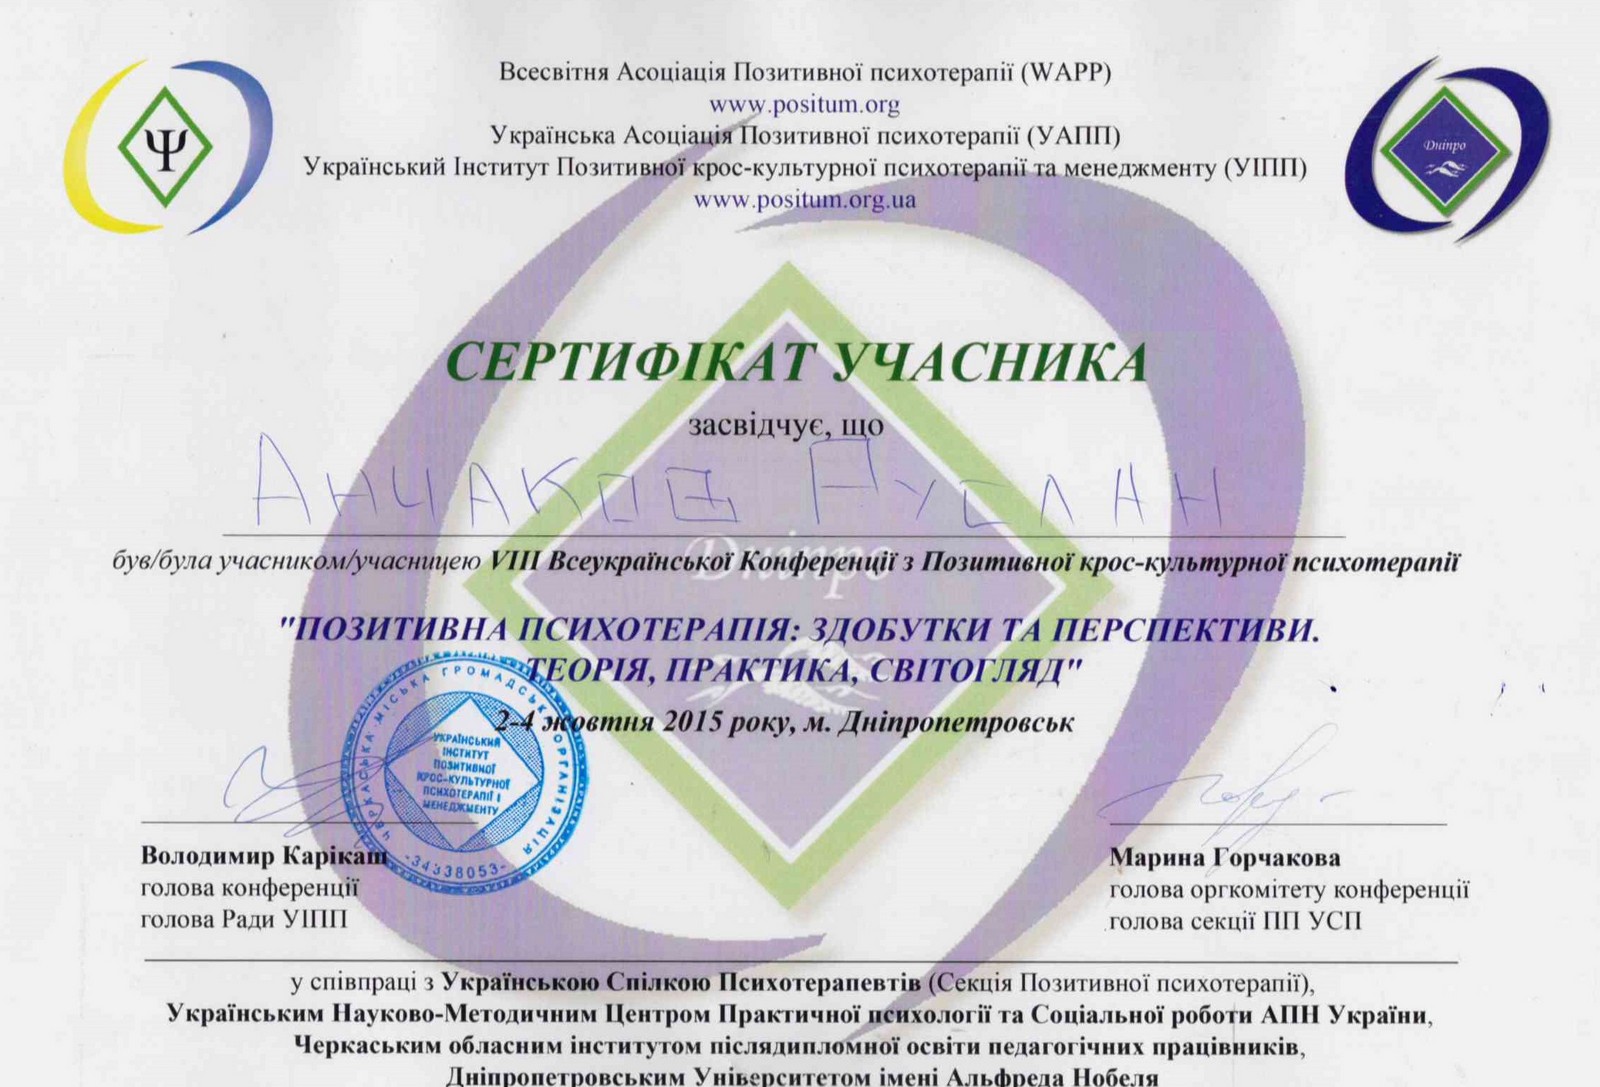 Всесвітня Асоціація Позитивної психотерапії (WAPP)
www.positum.org
Українська Асоціація Позитивної психотерапії (УАПП)
Український Інститут Позитивної крос-культурної психотерапії та менеджменту (УІПП)
www.positum.org.ua
Ψ
Дніпро
СЕРТИФІКАТ УЧАСНИКА
засвідчує, що
Анчаков Руслан
був/була учасником/учасницею VIII Всеукраїнської Конференції з Позитивної крос-культурної психотерапії
Дніпро
"ПОЗИТИВНА ПСИХОТЕРАПІЯ: ЗДОБУТКИ ТА ПЕРСПЕКТИВИ.
ТЕОРІЯ, ПРАКТИКА, СВІТОГЛЯД"
2-4 жовтня 2015 року, м. Дніпропетровськ
ЧЕРКАСЬКА МІСЬКА ГРОМАДСЬКА ОРГАНІЗАЦІЯ
УКРАЇНСЬКИЙ
ІНСТИТУТ
ПОЗИТИВНОЇ
КРОС-КУЛЬТУРНОЇ
ПСИХОТЕРАПІЇ І
МЕНЕДЖМЕНТУ
-34338053-
Володимир Карікаш
голова конференції
голова Ради УІПП
Марина Горчакова
голова оргкомітету конференції
голова секції ПП УСП
у співпраці з Українською Спілкою Психотерапевтів (Секція Позитивної психотерапії),
Українським Науково-Методичним Центром Практичної психології та Соціальної роботи АПН України,
Черкаським обласним інститутом післядипломної освіти педагогічних працівників,
Дніпропетровським Університетом імені Альфреда Нобеля